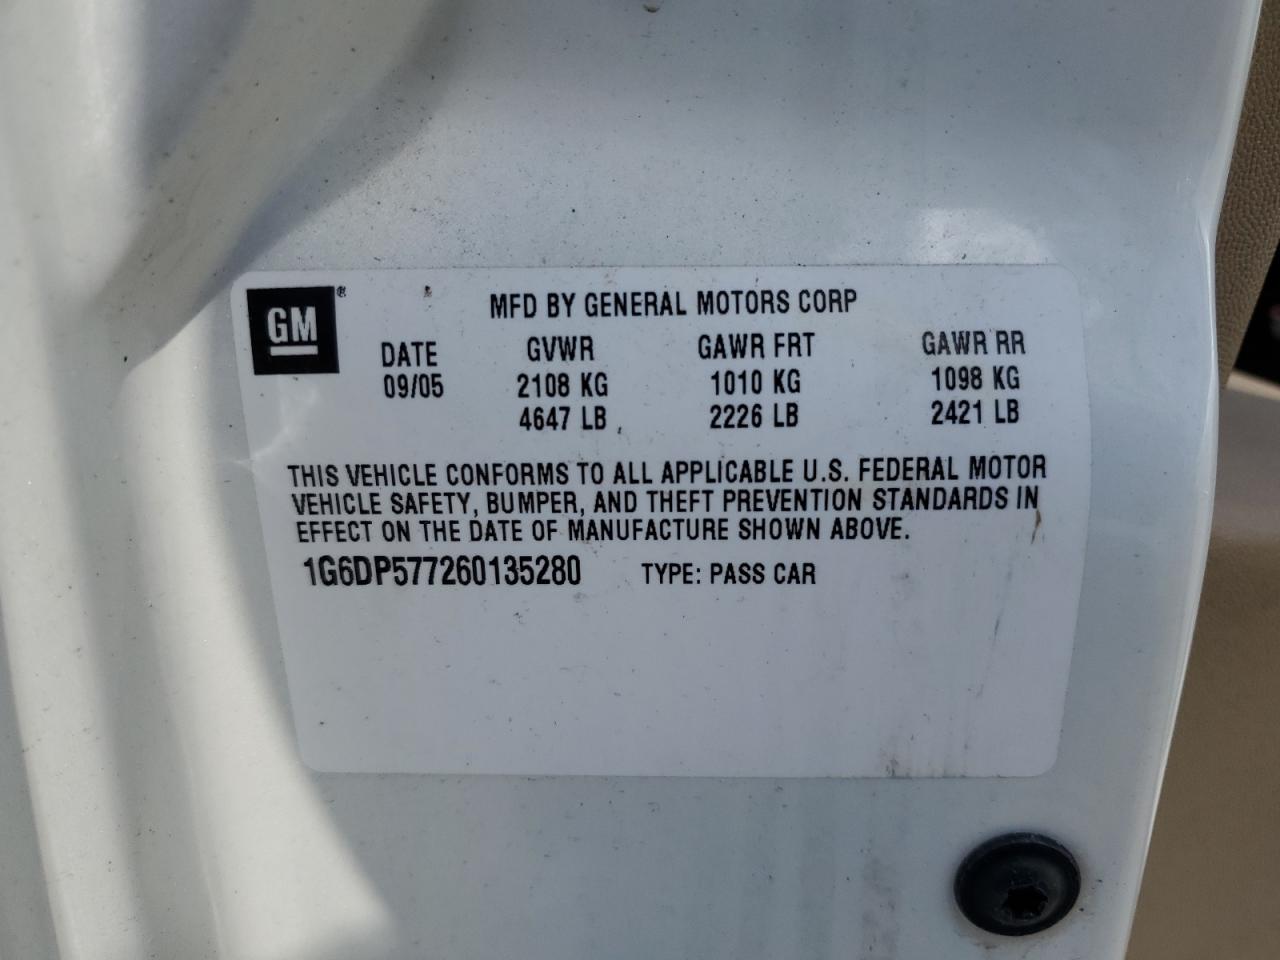 GM ®
MFD BY GENERAL MOTORS CORP
DATE GVWR GAWR FRT GAWR RR
09/05 2108 KG 1010 KG 1098 KG
4647 LB 2226 LB 2421 LB
THIS VEHICLE CONFORMS TO ALL APPLICABLE U.S. FEDERAL MOTOR
VEHICLE SAFETY, BUMPER, AND THEFT PREVENTION STANDARDS IN
EFFECT ON THE DATE OF MANUFACTURE SHOWN ABOVE.
1G6DP577260135280 TYPE: PASS CAR